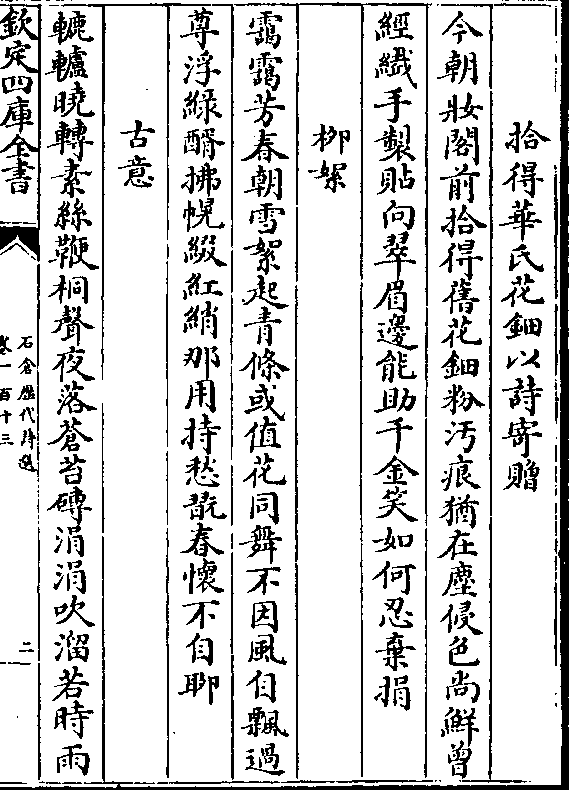 拾得華氏花鈿以詩寄贈
今朝妝閣前拾得舊花鈿粉汚痕猶在塵侵色尚鮮曾
經纖手製貼向翠眉邊能助千金笑如何忍棄捐
栁絮
靄靄芳春朝雪絮起青條或值花同舞不因風自飄過
尊浮綠醑拂幌綴紅綃那用持愁翫春懷不自聊
古意
轆轤曉轉素絲鞭桐聲夜落蒼苔磚涓涓吹溜若時雨
欽定四庫全書
石倉歴代詩選
卷一百十三
二